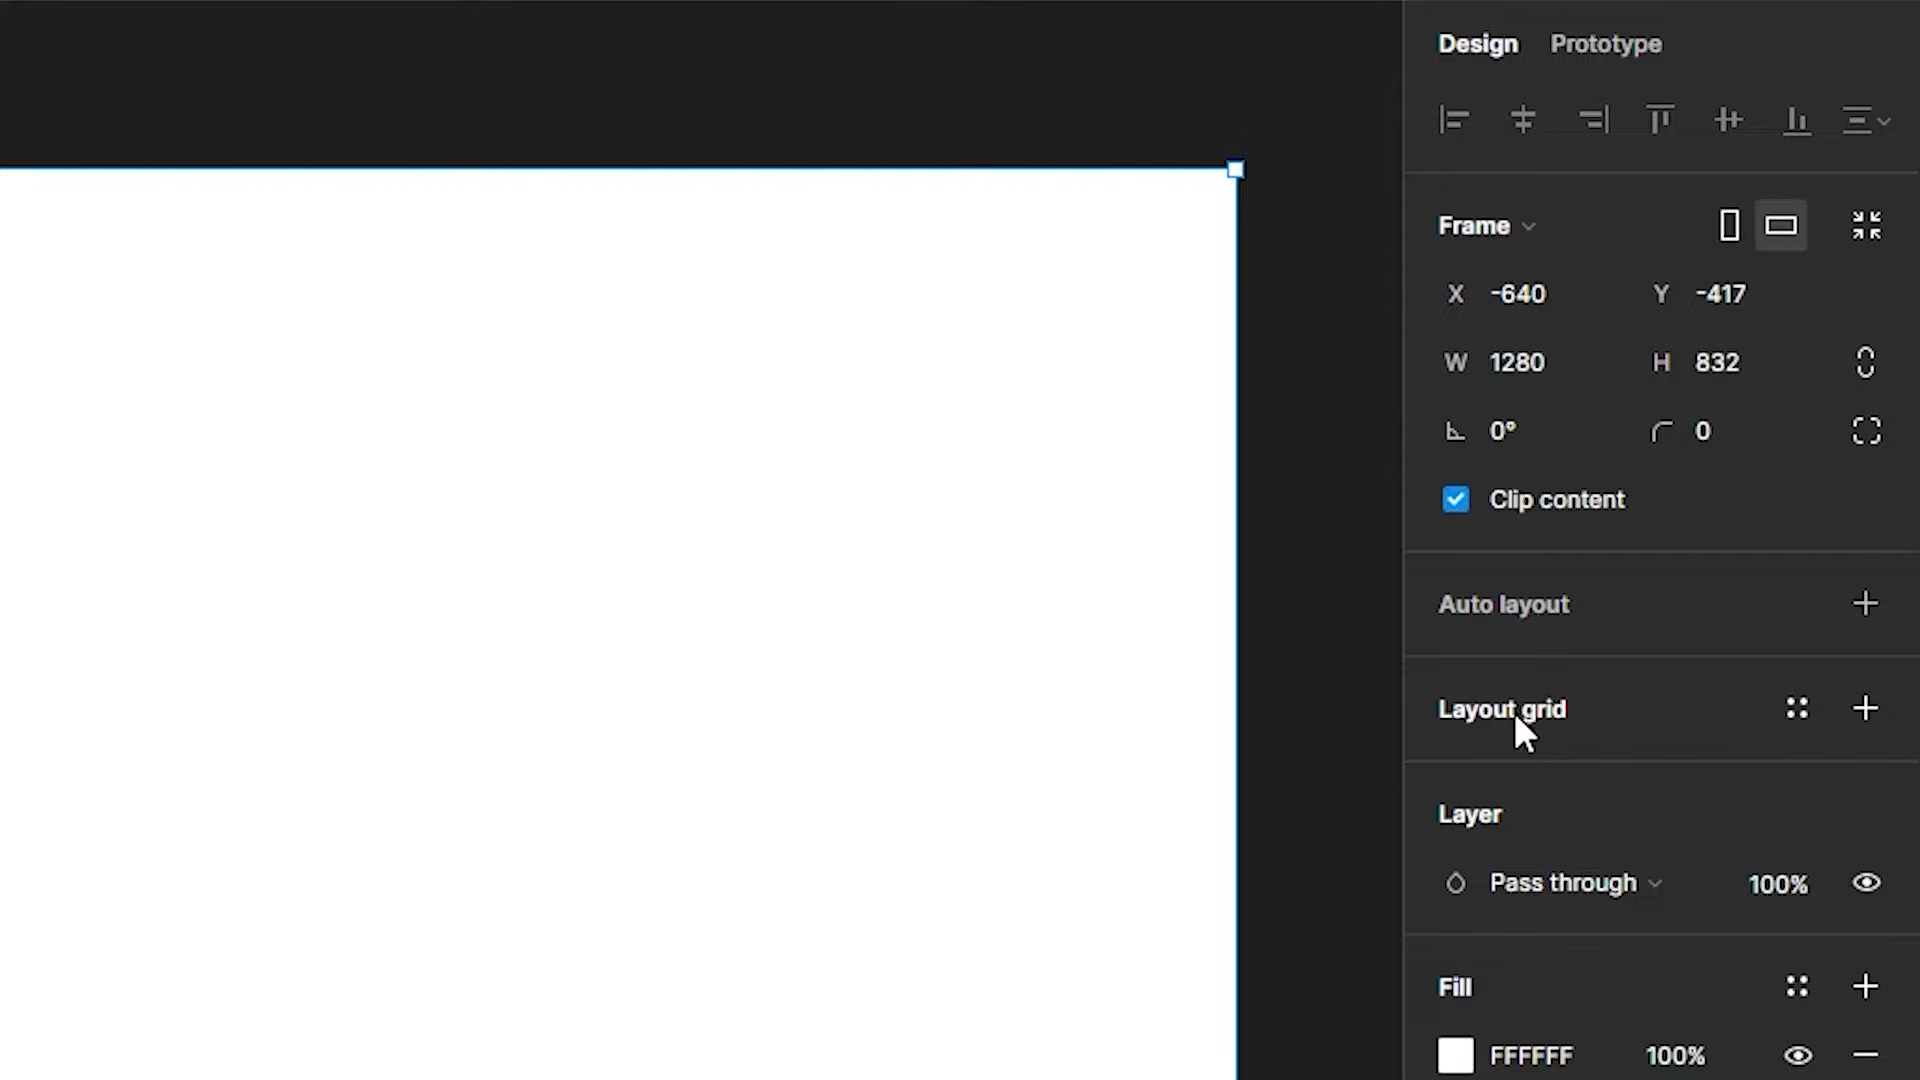 Design Prototype
Frame
X -640 Y -417
W 1280 H 832
0° 0
Clip content
Auto layout
Layout grid
Layer
Pass through 100%
Fill
FFFFFF 100%